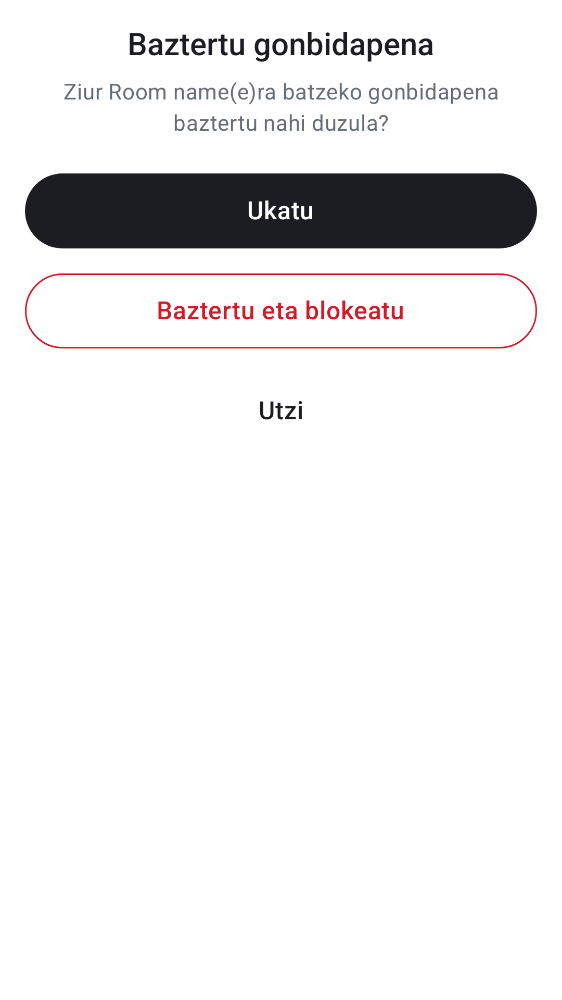 Baztertu gonbidapena
Ziur Room name(e)ra batzeko gonbidapena
baztertu nahi duzula?
Ukatu
Baztertu eta blokeatu
Utzi